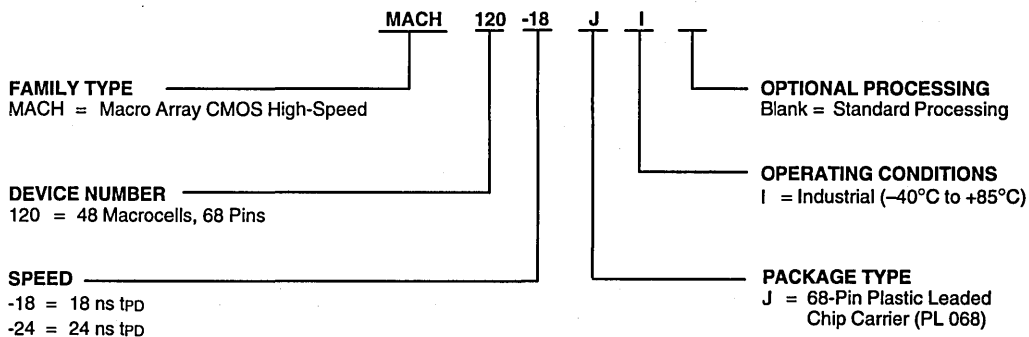 MACH 120 -18 J I
FAMILY TYPE
MACH = Macro Array CMOS High-Speed
DEVICE NUMBER
120 = 48 Macrocells, 68 Pins
SPEED
-18 = 18 ns tPD
-24 = 24 ns tPD
OPTIONAL PROCESSING
Blank = Standard Processing
OPERATING CONDITIONS
I = Industrial (–40°C to +85°C)
PACKAGE TYPE
J = 68-Pin Plastic Leaded
Chip Carrier (PL 068)